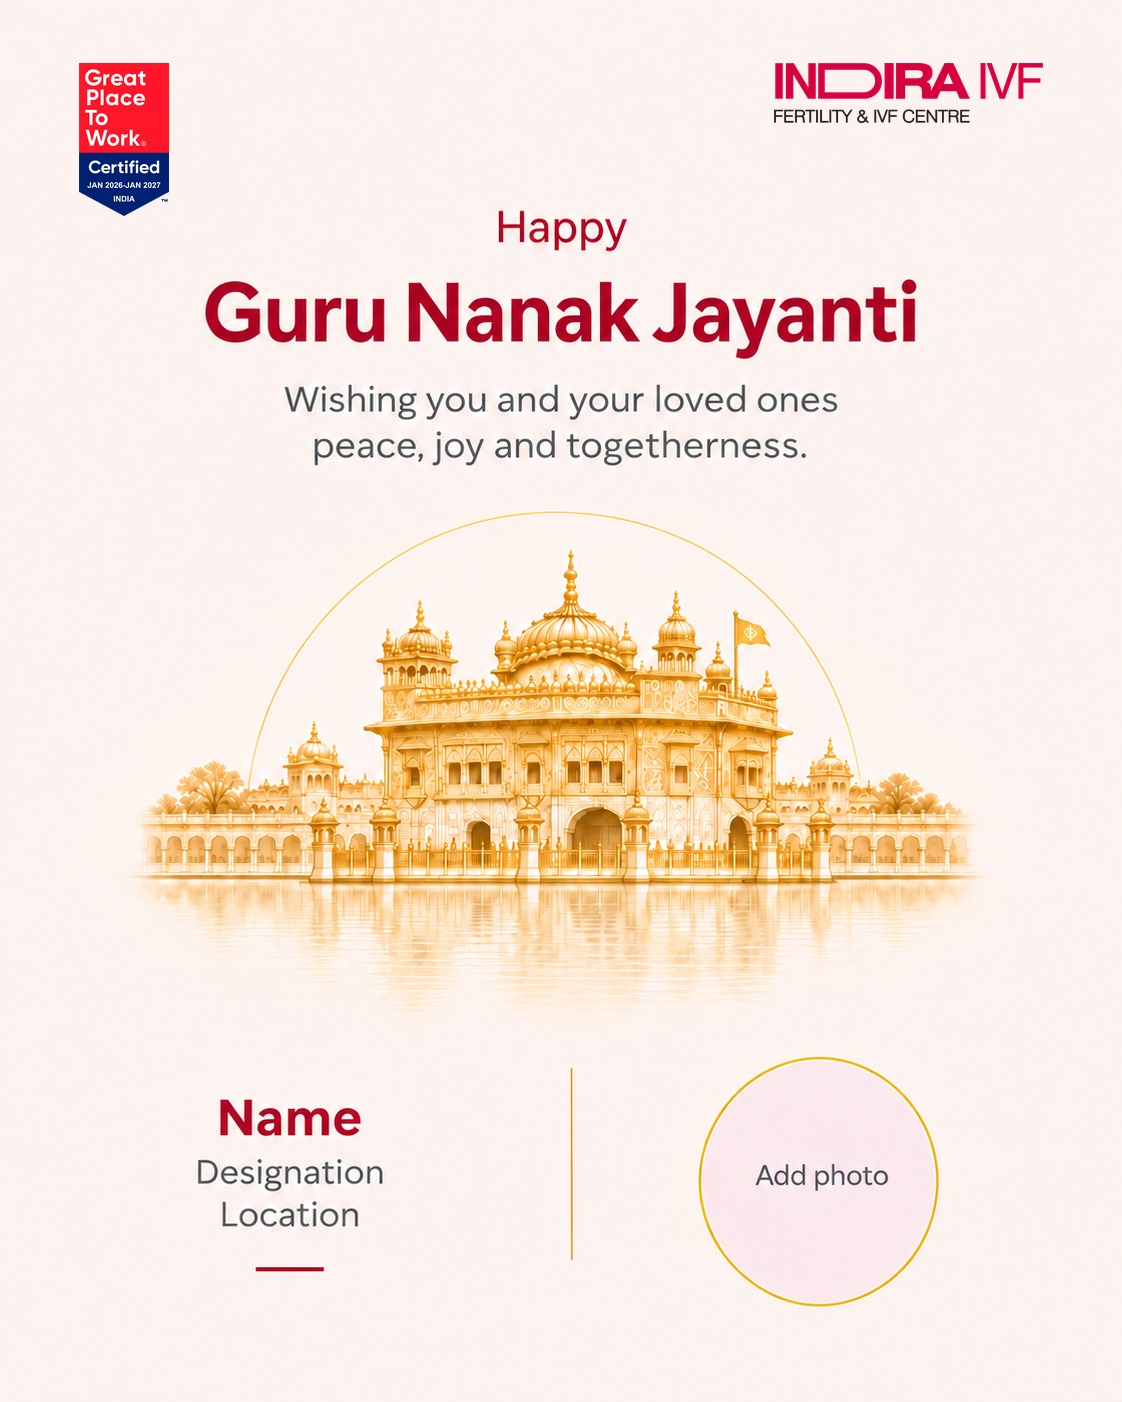 Great
Place
To
Work®
Certified
JAN 2026-JAN 2027
INDIA ™
INDIRA IVF
FERTILITY & IVF CENTRE
Happy
Guru Nanak Jayanti
Wishing you and your loved ones
peace, joy and togetherness.
Name
Designation
Location
Add photo